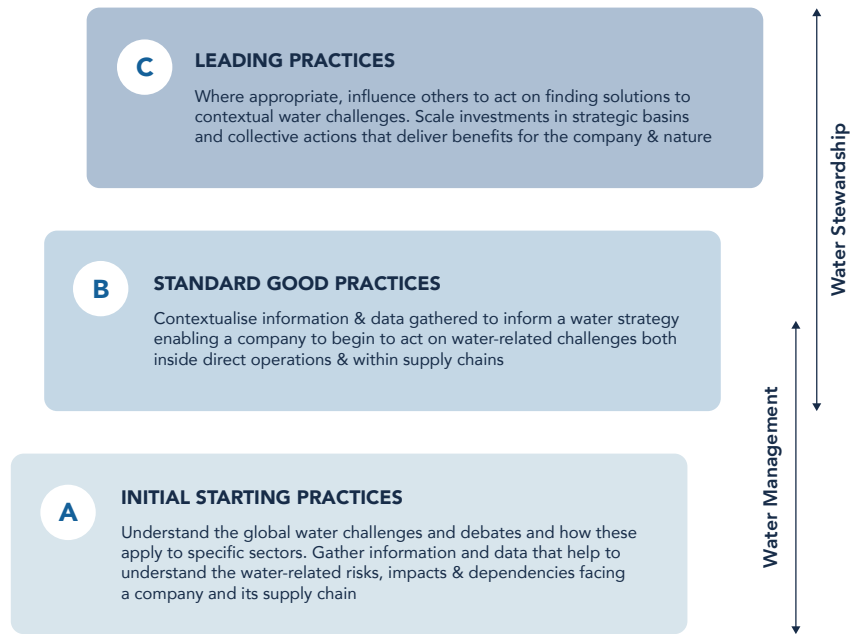 C
LEADING PRACTICES
Where appropriate, influence others to act on finding solutions to
contextual water challenges. Scale investments in strategic basins
and collective actions that deliver benefits for the company & nature
Water Stewardship
B
STANDARD GOOD PRACTICES
Contextualise information & data gathered to inform a water strategy
enabling a company to begin to act on water-related challenges both
inside direct operations & within supply chains
Water Management
A
INITIAL STARTING PRACTICES
Understand the global water challenges and debates and how these
apply to specific sectors. Gather information and data that help to
understand the water-related risks, impacts & dependencies facing
a company and its supply chain